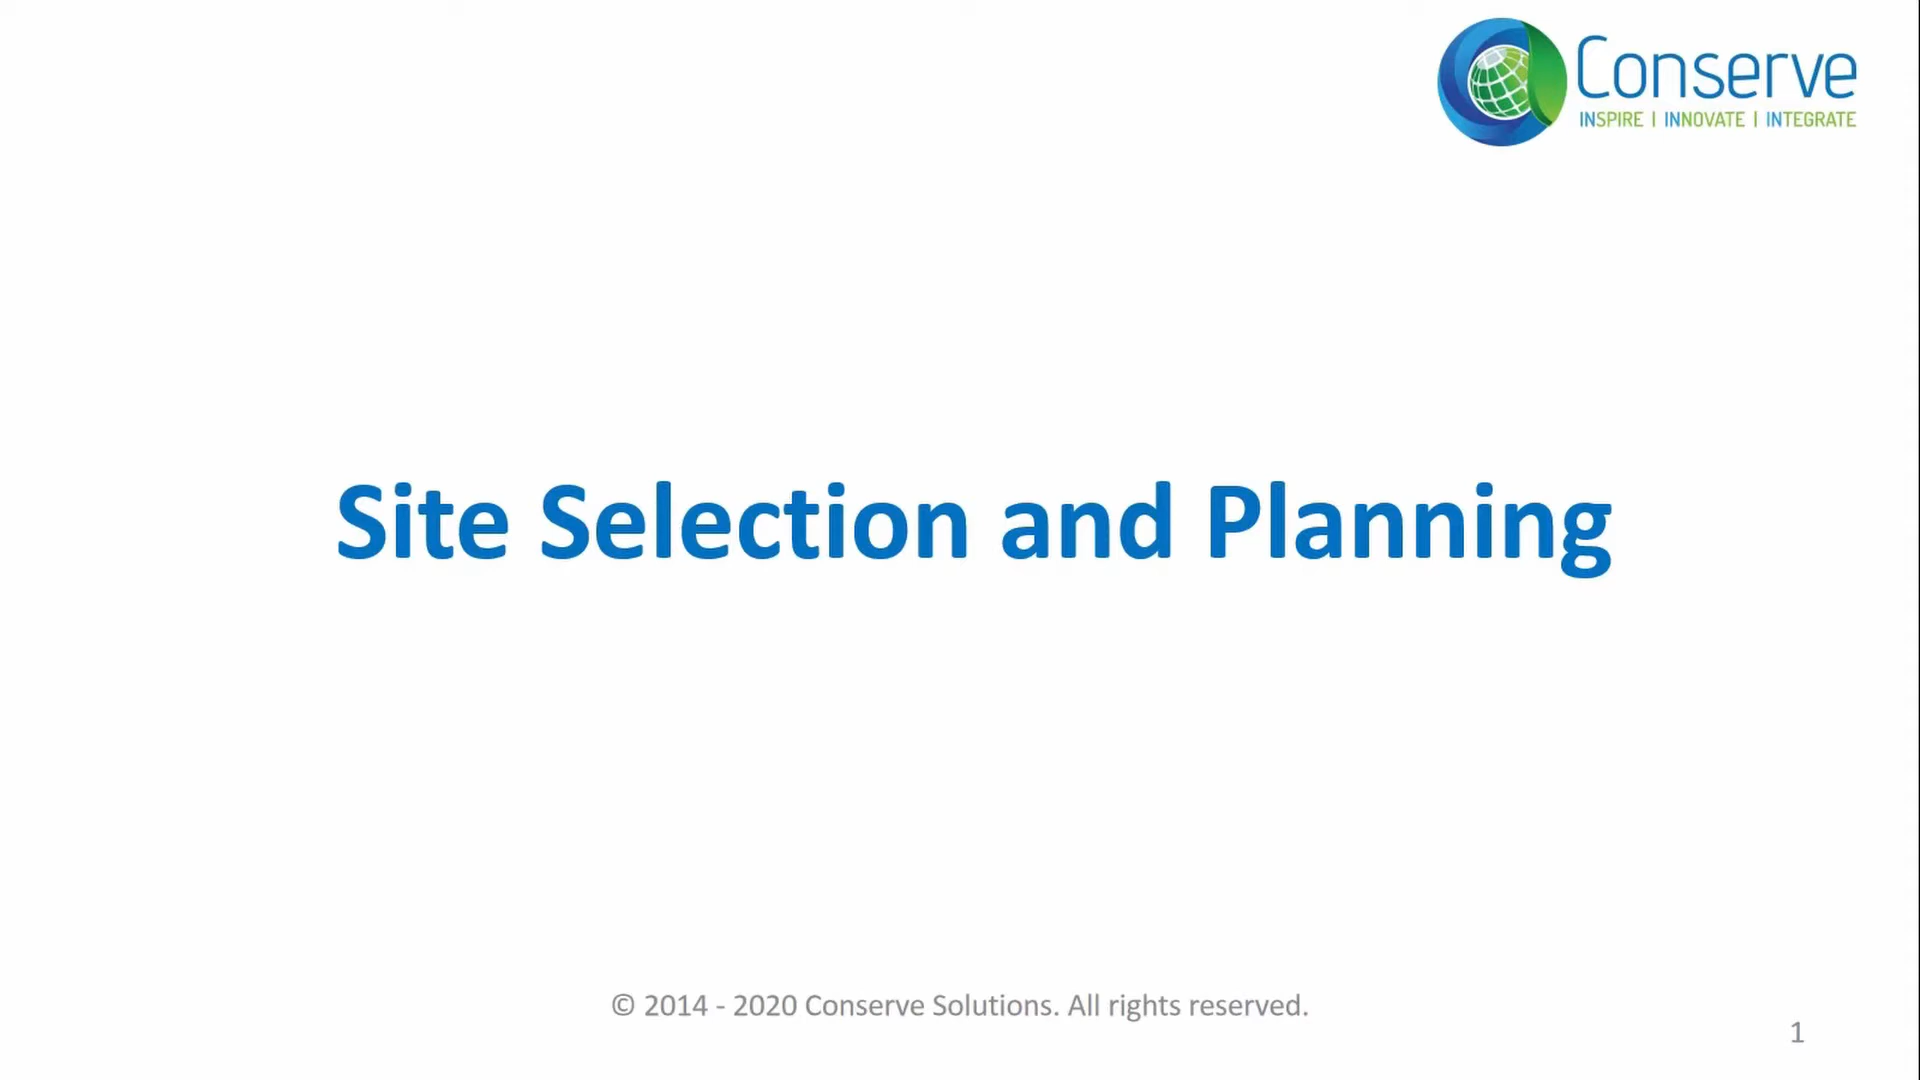 Conserve
INSPIRE | INNOVATE | INTEGRATE
Site Selection and Planning
© 2014 - 2020 Conserve Solutions. All rights reserved.
1